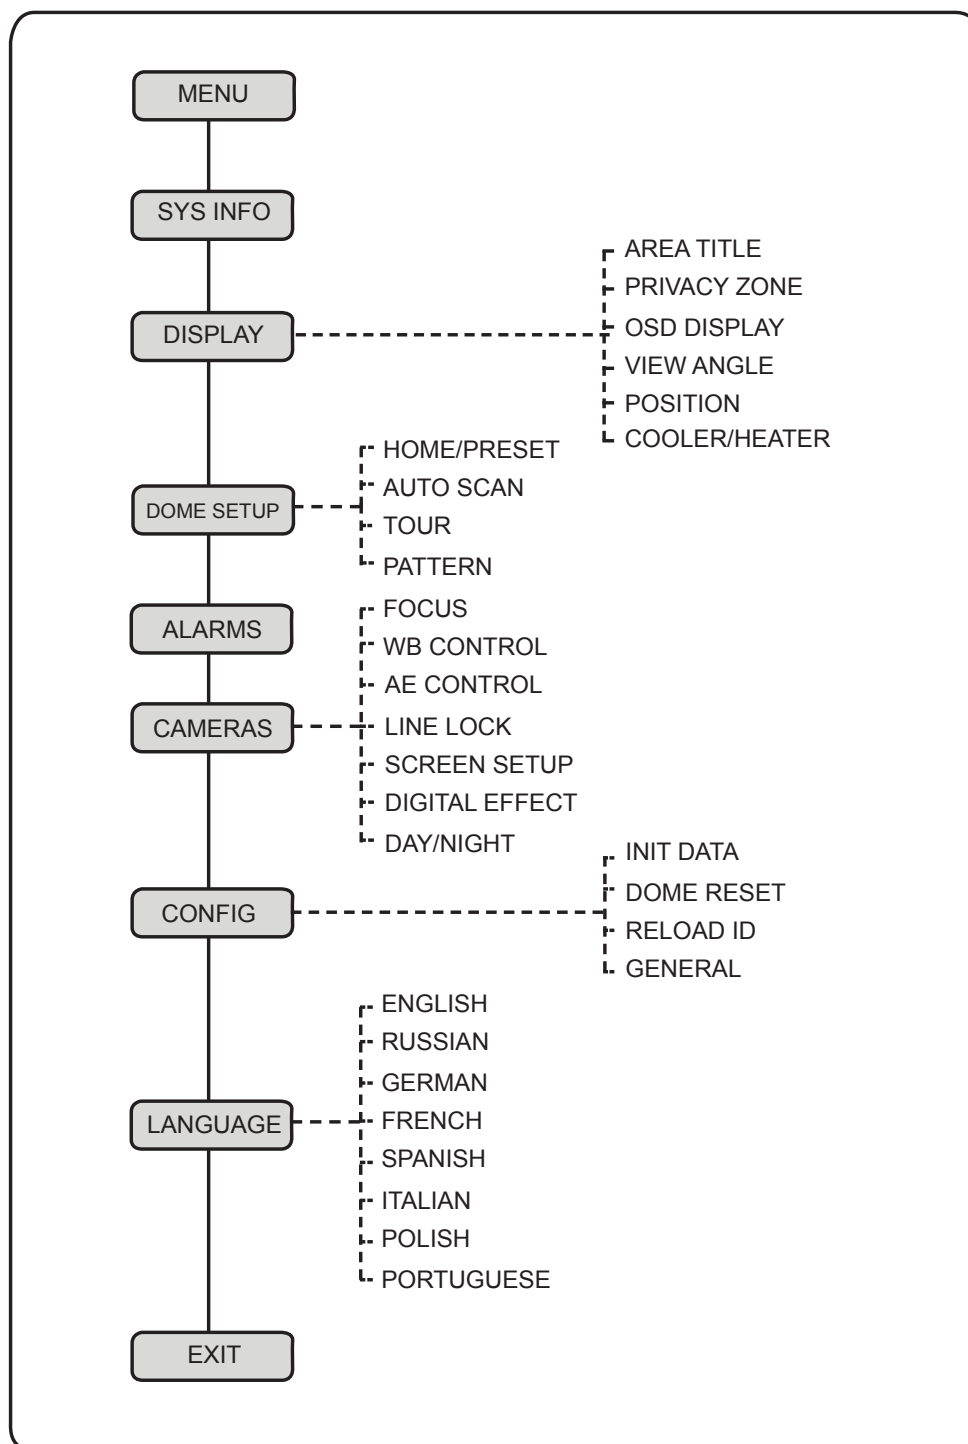 MENU
SYS INFO
DISPLAY
AREA TITLE
PRIVACY ZONE
OSD DISPLAY
VIEW ANGLE
POSITION
COOLER/HEATER
DOME SETUP
HOME/PRESET
AUTO SCAN
TOUR
PATTERN
ALARMS
CAMERAS
FOCUS
WB CONTROL
AE CONTROL
LINE LOCK
SCREEN SETUP
DIGITAL EFFECT
DAY/NIGHT
CONFIG
INIT DATA
DOME RESET
RELOAD ID
GENERAL
LANGUAGE
ENGLISH
RUSSIAN
GERMAN
FRENCH
SPANISH
ITALIAN
POLISH
PORTUGUESE
EXIT